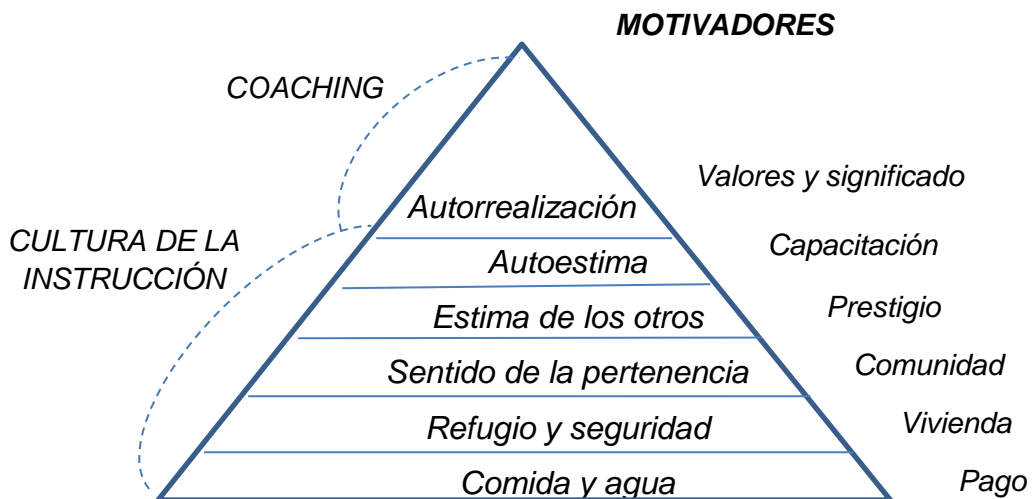 MOTIVADORES
COACHING
Valores y significado
Autorrealización
CULTURA DE LA
INSTRUCCIÓN
Capacitación
Autoestima
Prestigio
Estima de los otros
Comunidad
Sentido de la pertenencia
Vivienda
Refugio y seguridad
Pago
Comida y agua